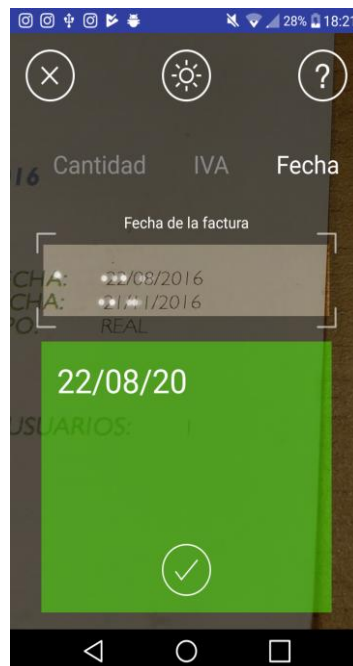 28% 18:21
16 Cantidad IVA Fecha
Fecha de la factura
CHA: 22/08/2016
CHA: 21/11/2016
PO: REAL
22/08/20
USUARIOS: 1